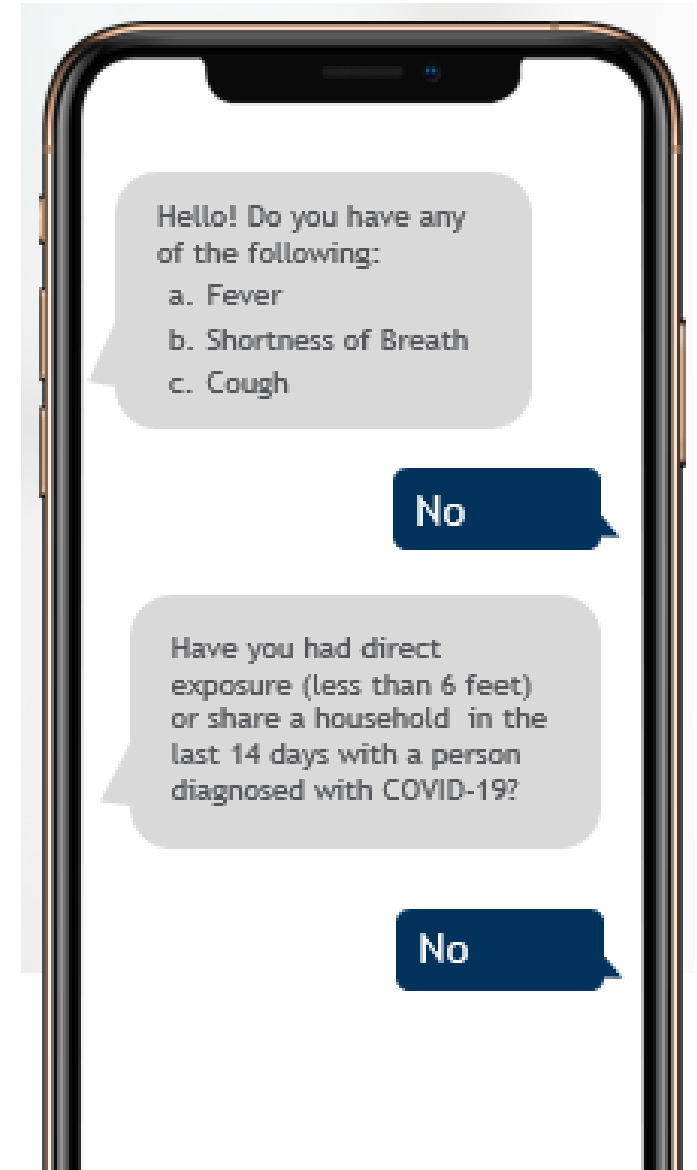 Hello! Do you have any
of the following:
a. Fever
b. Shortness of Breath
c. Cough
No
Have you had direct
exposure (less than 6 feet)
or share a household  in the
last 14 days with a person
diagnosed with COVID-19?
No